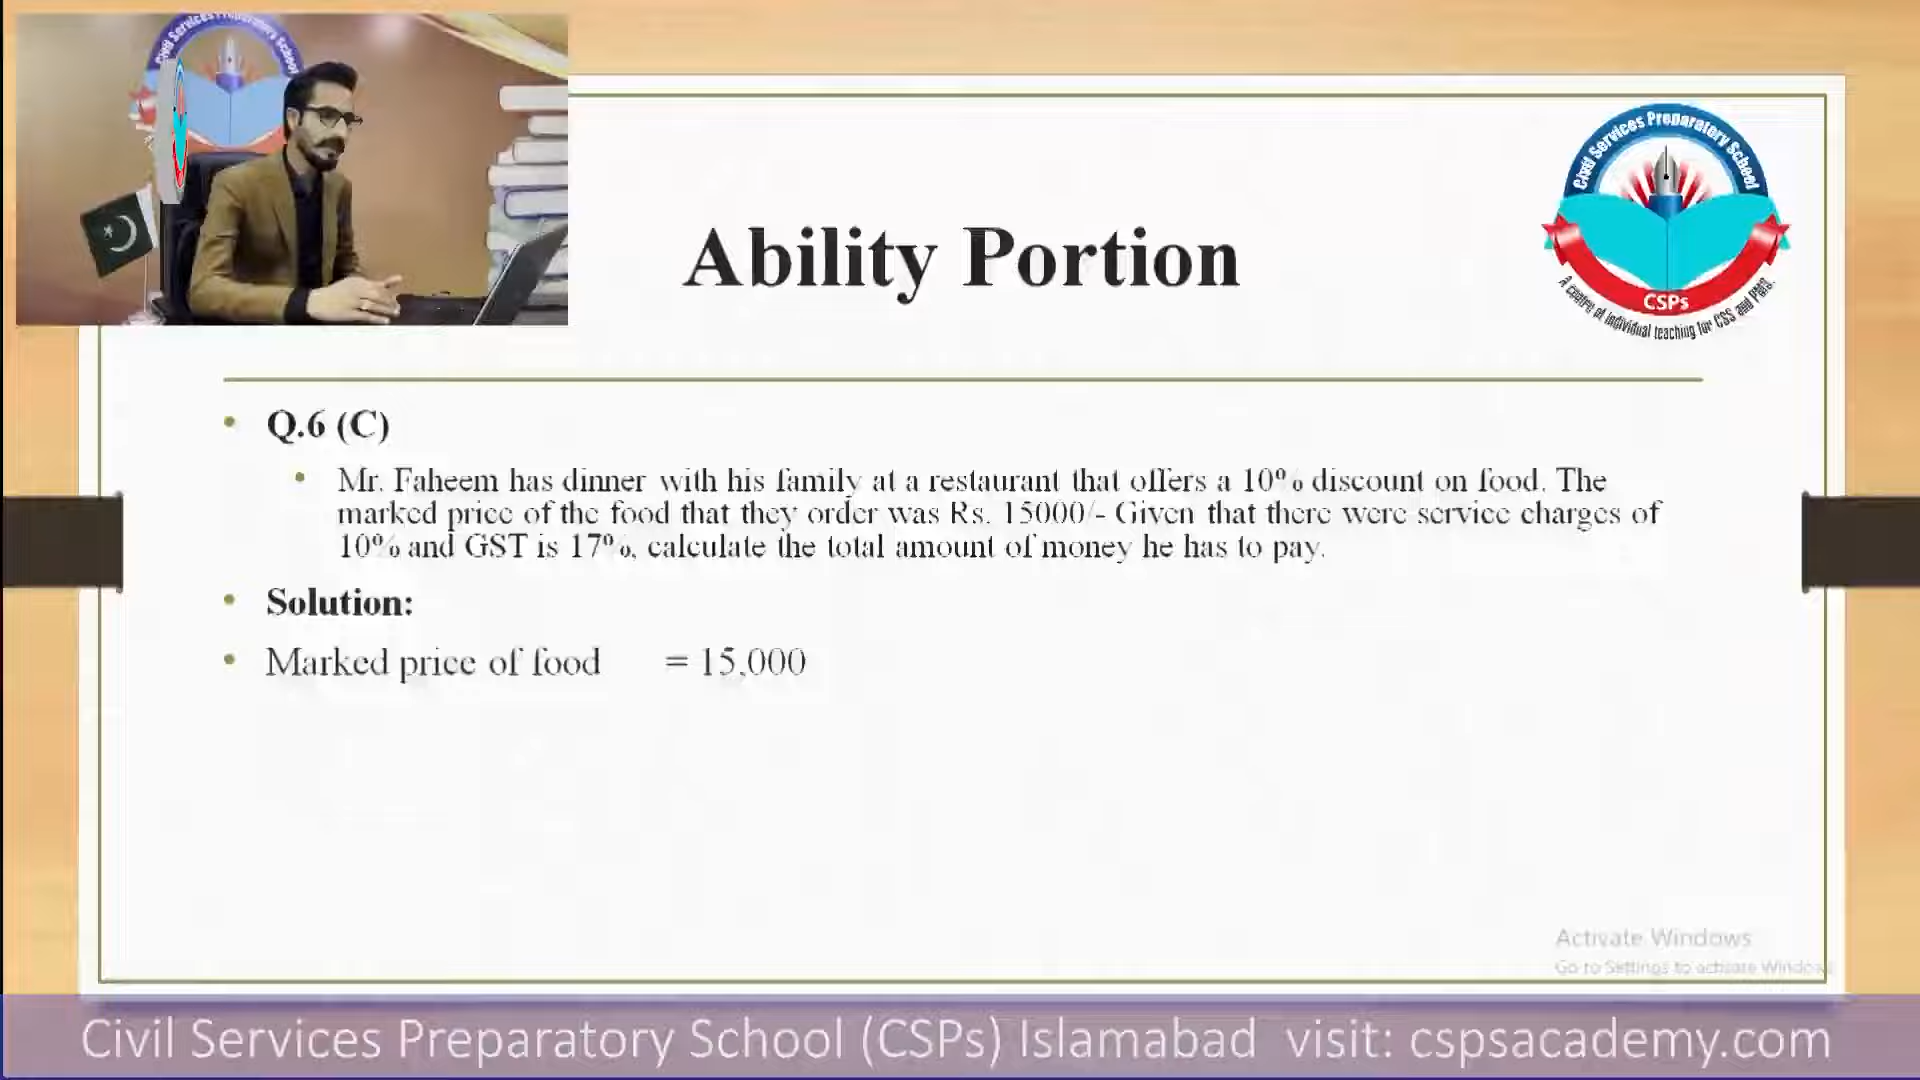 Civil Services Preparatory School
Civil Services Preparatory School
CSPs
A centre of individual teaching for CSS and PMS.
Ability Portion
Q.6 (C)
Mr. Faheem has dinner with his family at a restaurant that offers a 10% discount on food. The
marked price of the food that they order was Rs. 15000/- Given that there were service charges of
10% and GST is 17%, calculate the total amount of money he has to pay.
Solution:
Marked price of food = 15,000
Activate Windows
Go to Settings to activate Windows
Civil Services Preparatory School (CSPs) Islamabad visit: cspsacademy.com